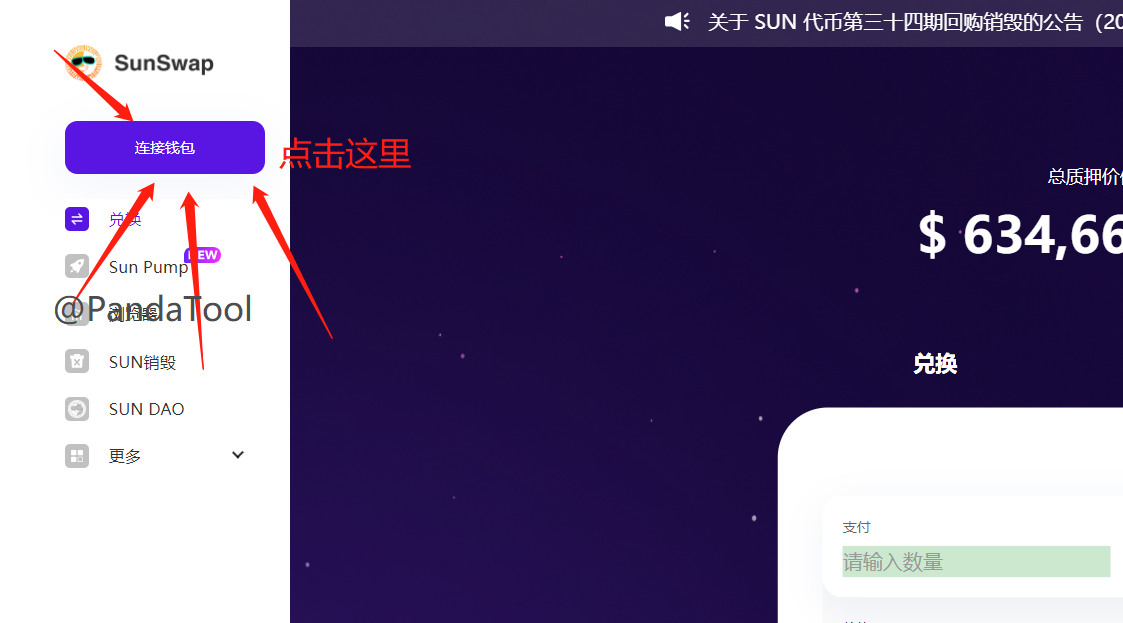 关于 SUN 代币第三十四期回购销毁的公告（20
SunSwap
连接钱包
点击这里
总质押价
$ 634,66
兑换
NEW
Sun Pump
@PandaTool
浏览器
SUN销毁
兑换
SUN DAO
更多
支付
请输入数量